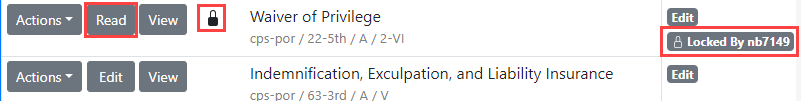 Actions Read View Waiver of Privilege Edit
cps-por / 22-5th / A / 2-VI Locked By nb7149
Actions Edit View Indemnification, Exculpation, and Liability Insurance Edit
cps-por / 63-3rd / A / V